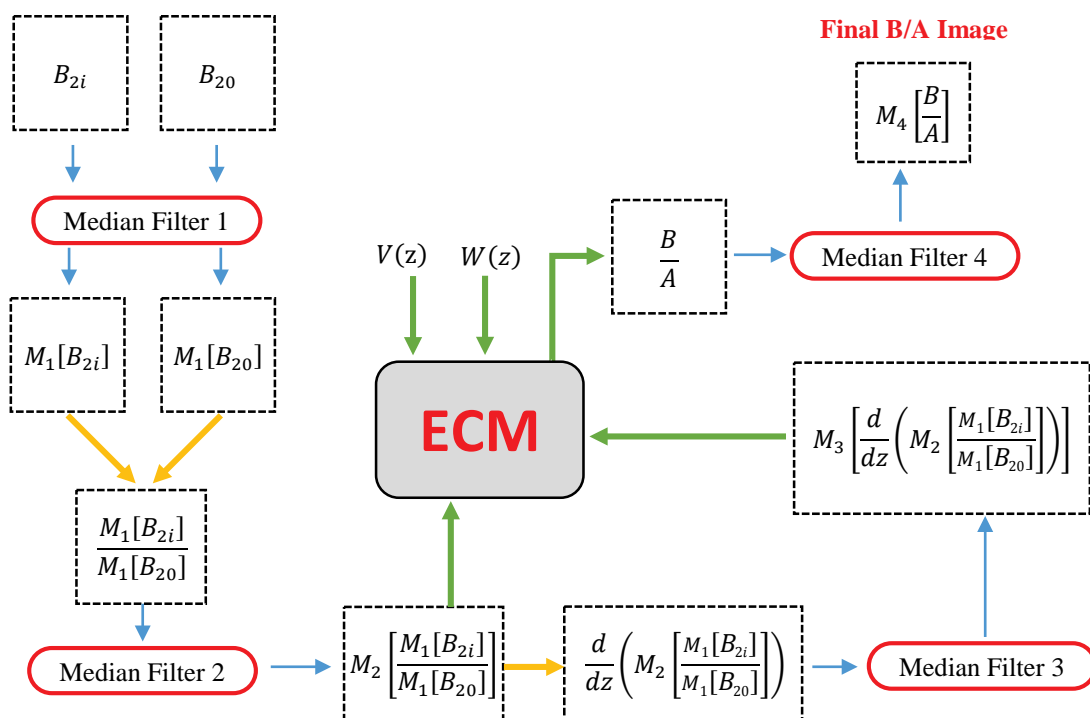 Final B/A Image
B_{2i}
B_{20}
M_4 [B/A]
Median Filter 1
V(z)
W(z)
B/A
Median Filter 4
M_1[B_{2i}]
M_1[B_{20}]
ECM
M_3 [d/dz (M_2 [M_1[B_{2i}]/M_1[B_{20}]])]
M_1[B_{2i}]/M_1[B_{20}]
Median Filter 2
M_2 [M_1[B_{2i}]/M_1[B_{20}]]
d/dz (M_2 [M_1[B_{2i}]/M_1[B_{20}]])
Median Filter 3